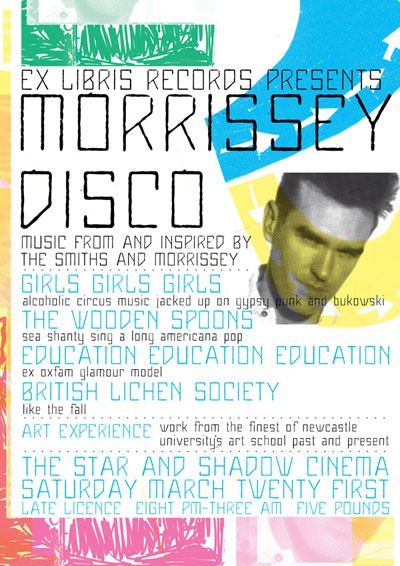 EX LIBRIS RECORDS PRESENTS
MORRISSEY
DISCO
MUSIC FROM AND INSPIRED BY
THE SMITHS AND MORRISSEY
GIRLS GIRLS GIRLS
alcoholic circus music jacked up on gypsy punk and bukowski
THE WOODEN SPOONS
sea shanty sing a long americana pop
EDUCATION EDUCATION EDUCATION
ex oxfam glamour model
BRITISH LICHEN SOCIETY
like the fall
ART EXPERIENCE work from the finest of newcastle
university's art school past and present
THE STAR AND SHADOW CINEMA
SATURDAY MARCH TWENTY FIRST
LATE LICENCE EIGHT PM-THREE AM FIVE POUNDS